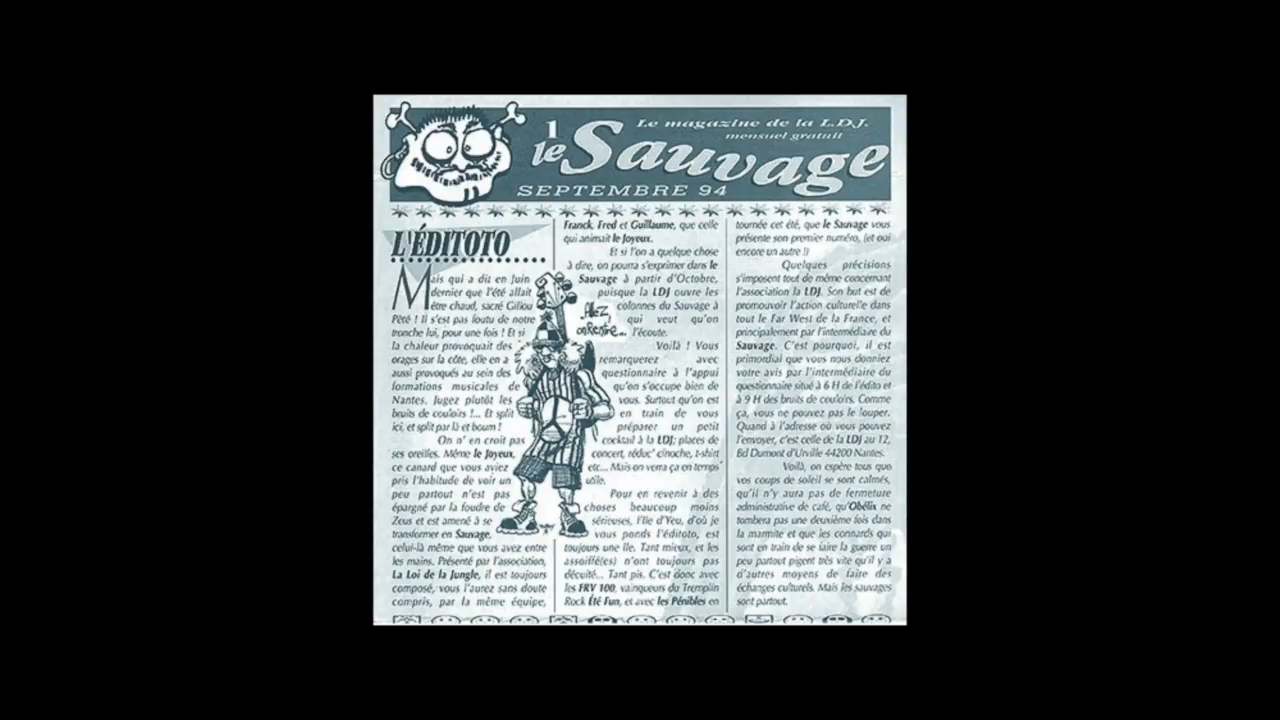 Le magazine de la L.D.J.
mensuel gratuit
1
le Sauvage
SEPTEMBRE 94
L'ÉDITOTO
Mais qui a dit en Juin
dernier que l'été allait
être chaud, sacré Gillou
Pété ! Il s'est pas foutu de notre
tronche lui, pour une fois ! Et si
la chaleur provoquait des
orages sur la côte, elle en a
aussi provoqués au sein des
formations musicales de
Nantes. Jugez plutôt les
bruits de couloirs !... Et split
ici, et split par là et boum !
On n' en croit pas
ses oreilles. Même le Joyeux,
ce canard que vous aviez
pris l'habitude de voir un
peu partout n'est pas
épargné par la foudre de
Zeus et est amené à se
transformer en Sauvage,
celui-là même que vous avez entre
les mains. Présenté par l'association,
La Loi de la Jungle, il est toujours
composé, vous l'aurez sans doute
compris, par la même équipe,
Franck, Fred et Guillaume, que celle
qui animait le Joyeux.
Et si l'on a quelque chose
à dire, on pourra s'exprimer dans le
Sauvage à partir d'Octobre,
puisque la LDJ ouvre les
colonnes du Sauvage à
qui veut qu'on
l'écoute.
Allez,
on Rentre...
Voilà ! Vous
remarquerez avec
questionnaire à l'appui
qu'on s'occupe bien de
vous. Surtout qu'on est
en train de vous
préparer un petit
cocktail à la LDJ; places de
concert, réduc' cinoche, t-shirt
etc... Mais on verra ça en temps
utile.
Pour en revenir à des
choses beaucoup moins
sérieuses, l'Ile d'Yeu, d'où je
vous ponds l'éditoto, est
toujours une île. Tant mieux, et les
assoiffé(es) n'ont toujours pas
décuité... Tant pis. C'est donc avec
les FRV 100, vainqueurs du Tremplin
Rock Été Fun, et avec les Pénibles en
tournée cet été, que le Sauvage vous
présente son premier numéro, (et oui
encore un autre !)
Quelques précisions
s'imposent tout de même concernant
l'association la LDJ. Son but est de
promouvoir l'action culturelle dans
tout le Far West de la France, et
principalement par l'intermédiaire du
Sauvage. C'est pourquoi, il est
primordial que vous nous donniez
votre avis par l'intermédiaire du
questionnaire situé à 6 H de l'édito et
à 9 H des bruits de couloirs. Comme
ça, vous ne pouvez pas le louper.
Quand à l'adresse où vous pouvez
l'envoyer, c'est celle de la LDJ au 12,
Bd Dumont d'Urville 44200 Nantes.
Voilà, on espère tous que
vos coups de soleil se sont calmés,
qu'il n'y aura pas de fermeture
administrative de café, qu'Obélix ne
tombera pas une deuxième fois dans
la marmite et que les connards qui
sont en train de se faire la guerre un
peu partout pigent très vite qu'il y a
d'autres moyens de faire des
échanges culturels. Mais les sauvages
sont partout.